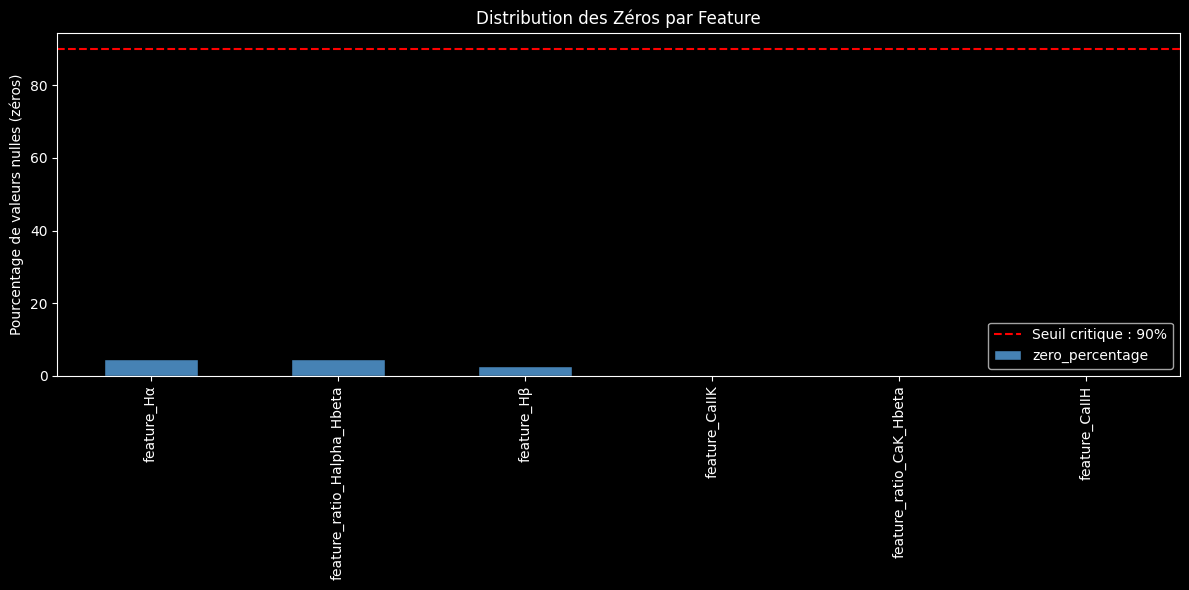 Distribution des Zéros par Feature
Pourcentage de valeurs nulles (zéros)
80
60
40
20
0
Seuil critique : 90%
zero_percentage
feature_Hα
feature_ratio_Halpha_Hbeta
feature_Hβ
feature_CaIIK
feature_ratio_CaK_Hbeta
feature_CaIIH